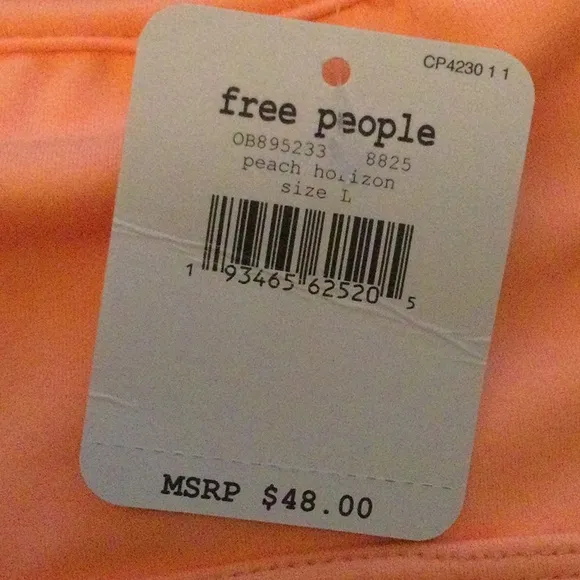 CP4230 1 1
free people
OB895233 8825
peach horizon
size L
1 93465 62520 5
MSRP $48.00